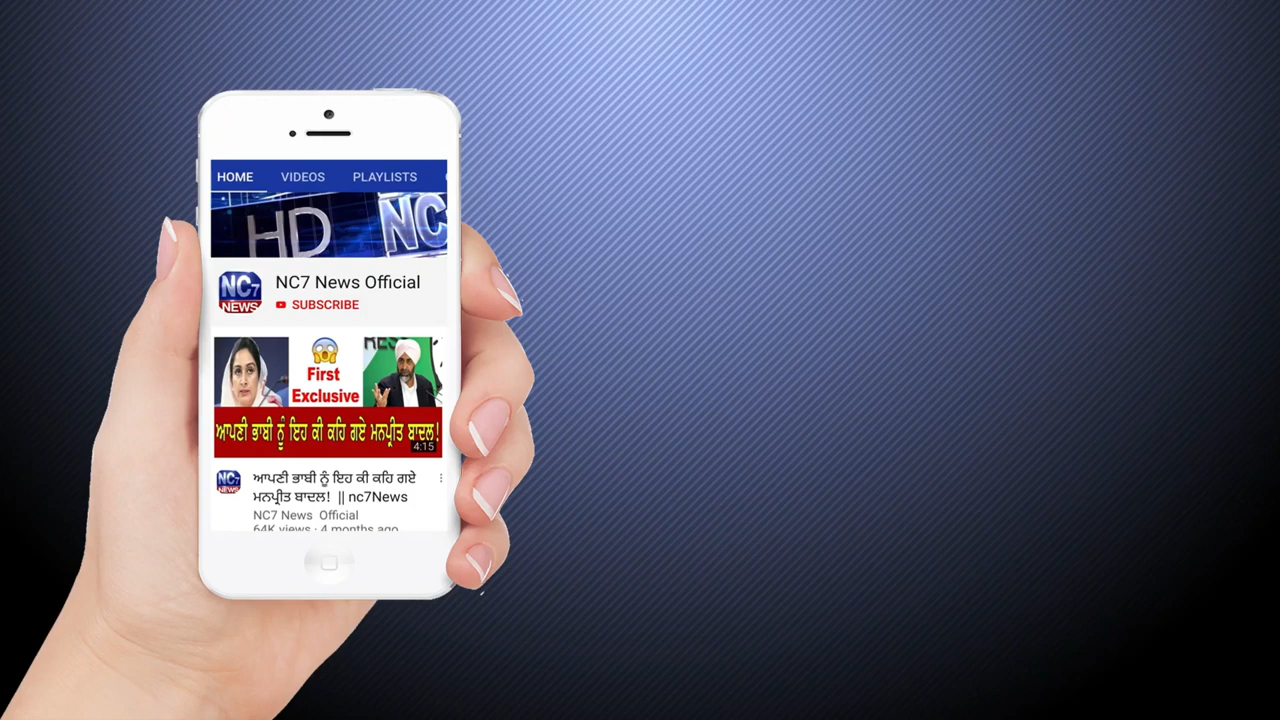 HOME VIDEOS PLAYLISTS
HD NC
NC7 NEWS
NC7 News Official
SUBSCRIBE
First
Exclusive
ਆਪਣੀ ਭਾਬੀ ਨੂੰ ਇਹ ਕੀ ਕਹਿ ਗਏ ਮਨਪ੍ਰੀਤ ਬਾਦਲ!
4:15
NC7 NEWS
ਆਪਣੀ ਭਾਬੀ ਨੂੰ ਇਹ ਕੀ ਕਹਿ ਗਏ
ਮਨਪ੍ਰੀਤ ਬਾਦਲ! || nc7News
NC7 News Official
64K views · 4 months ago